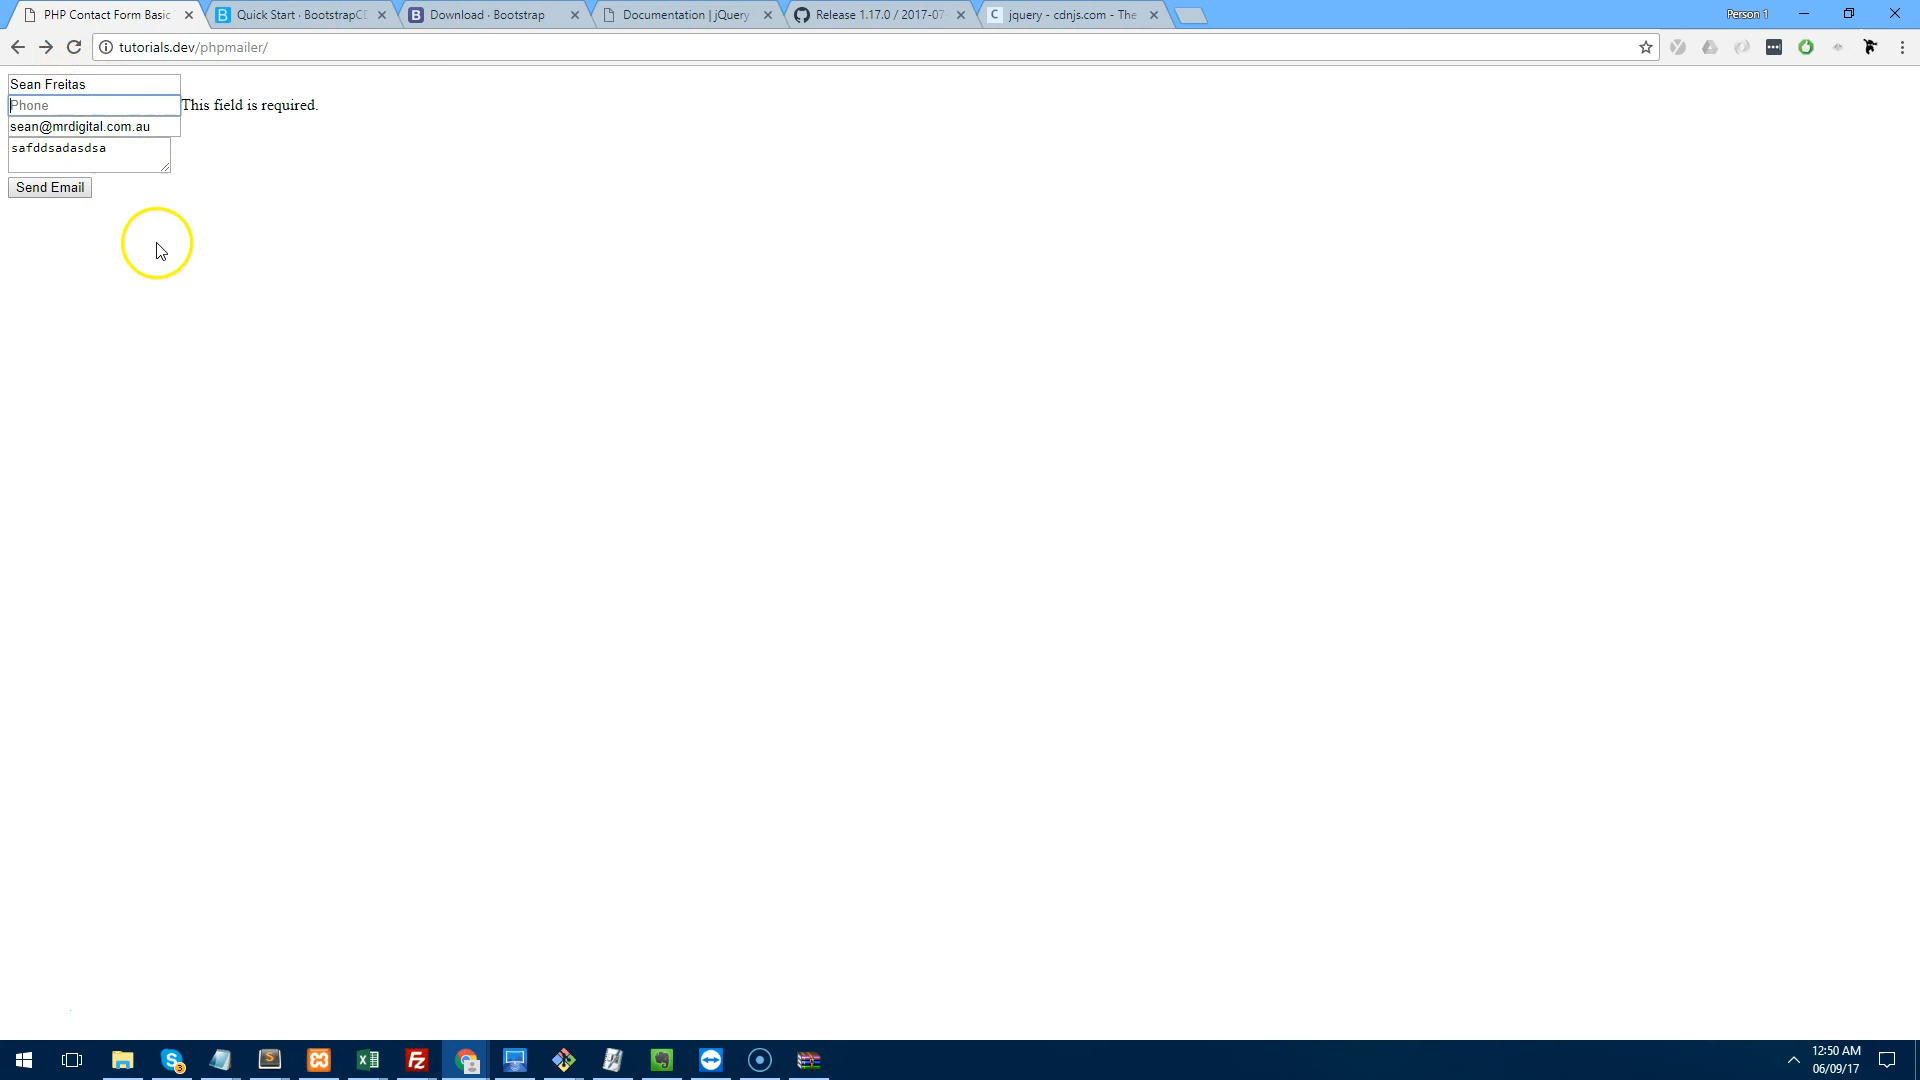 PHP Contact Form Basic
Quick Start · BootstrapCD
Download · Bootstrap
Documentation | jQuery
Release 1.17.0 / 2017-07-
jquery - cdnjs.com - The
Person 1
tutorials.dev/phpmailer/
Sean Freitas
Phone
This field is required.
sean@mrdigital.com.au
safddsadasdsa
Send Email
12:50 AM
06/09/17